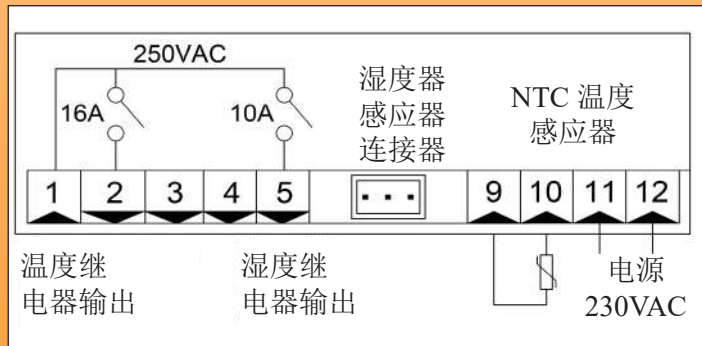 250VAC
16A
10A
湿度器
感应器
连接器
NTC 温度
感应器
1 2 3 4 5 9 10 11 12
温度继
电器输出
湿度继
电器输出
电源
230VAC